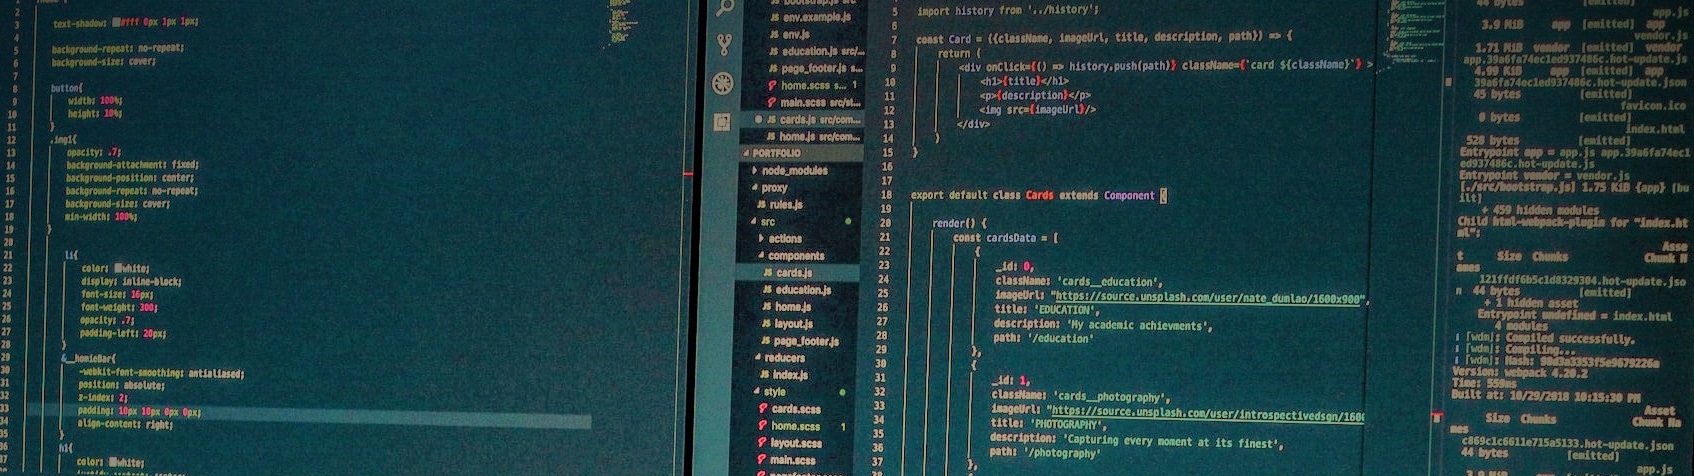 text-shadow: #fff 0px 1px 1px;
background-repeat: no-repeat;
background-size: cover;
button{
width: 100%;
height: 10%;
}
.img1{
opacity: .7;
background-attachment: fixed;
background-position: center;
background-repeat: no-repeat;
background-size: cover;
min-width: 100%;
}
li{
color: white;
display: inline-block;
font-size: 16px;
font-weight: 300;
opacity: .7;
padding-left: 20px;
}
&__homieBar{
-webkit-font-smoothing: antialiased;
position: absolute;
z-index: 2;
padding: 10px 10px 0px 0px;
align-content: right;
}
h1{
color: white;
bootstrap.js src/...
env.example.js
env.js
education.js src/...
page_footer.js s...
home.scss s... 1
main.scss src/st...
cards.js src/com...
home.js src/com...
PORTFOLIO
node_modules
proxy
rules.js
src
actions
components
cards.js
education.js
home.js
layout.js
page_footer.js
reducers
index.js
style
cards.scss
home.scss 1
layout.scss
main.scss
5 import history from '../history';
6
7 const Card = ({className, imageUrl, title, description, path}) => {
8 return (
9 <div onClick={() => history.push(path)} className={`card ${className}`} >
10 <h1>{title}</h1>
11 <p>{description}</p>
12 <img src={imageUrl}/>
13 </div>
14 )
15 }
16
17
18 export default class Cards extends Component {
19
20 render() {
21 const cardsData = [
22 {
23 _id: 0,
24 className: 'cards__education',
25 imageUrl: "https://source.unsplash.com/user/nate_dumlao/1600x900",
26 title: 'EDUCATION',
27 description: 'My academic achievments',
28 path: '/education'
29 },
30 {
31 _id: 1,
32 className: 'cards__photography',
33 imageUrl: "https://source.unsplash.com/user/introspectivedsgn/160
34 title: 'PHOTOGRAPHY',
35 description: 'Capturing every moment at its finest',
36 path: '/photography'
37 },
44 bytes [emitted]
app.js
3.9 MiB app [emitted] app
vendor.js
1.71 MiB vendor [emitted] vendor
app.39a6fa74ec1ed937486c.hot-update.js
4.99 KiB app [emitted] app
39a6fa74ec1ed937486c.hot-update.json
45 bytes [emitted]
favicon.ico
0 bytes [emitted]
index.html
528 bytes [emitted]
Entrypoint app = app.js app.39a6fa74ec1
ed937486c.hot-update.js
Entrypoint vendor = vendor.js
[./src/bootstrap.js] 1.75 KiB {app} [bu
ilt]
+ 459 hidden modules
Child html-webpack-plugin for "index.ht
ml":
Asse
t Size Chunks Chunk N
ames
121ffdf6b5c1d8329304.hot-update.jso
n 44 bytes [emitted]
+ 1 hidden asset
Entrypoint undefined = index.html
4 modules
i [wdm]: Compiled successfully.
i [wdm]: Compiling...
i [wdm]: Hash: 98d3a3353f5e9679226a
Version: webpack 4.20.2
Time: 559ms
Built at: 10/29/2018 10:15:30 PM
Asset
Size Chunks Chunk Na
mes
c869c1c6611e715a5133.hot-update.json
44 bytes [emitted]
app.js